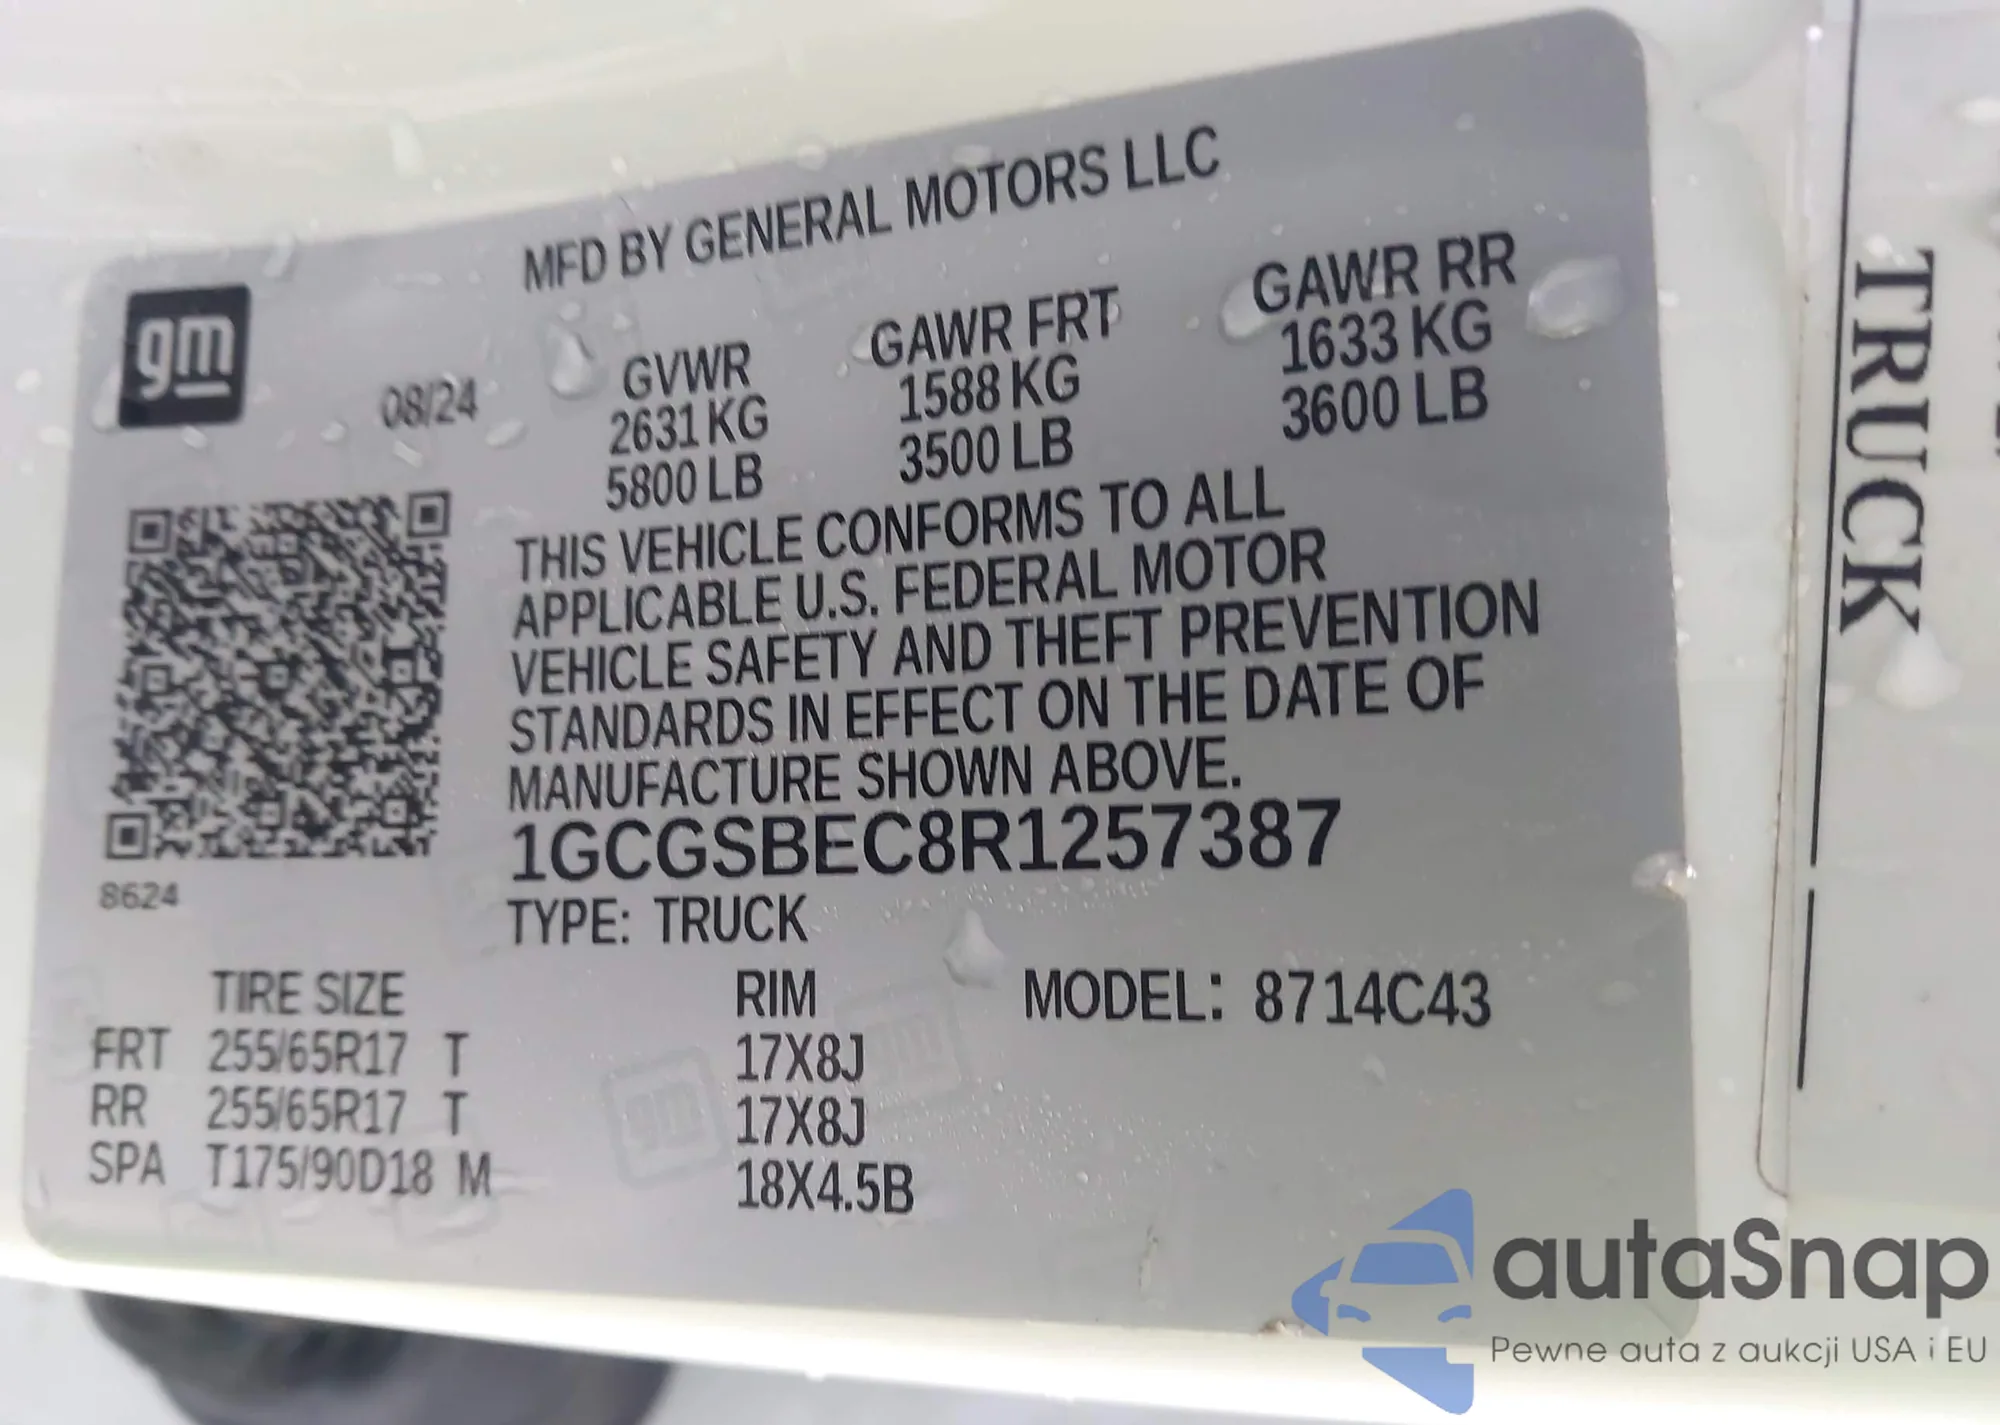 MFD BY GENERAL MOTORS LLC
gm
08/24
GVWR
2631 KG
5800 LB
GAWR FRT
1588 KG
3500 LB
GAWR RR
1633 KG
3600 LB
THIS VEHICLE CONFORMS TO ALL
APPLICABLE U.S. FEDERAL MOTOR
VEHICLE SAFETY AND THEFT PREVENTION
STANDARDS IN EFFECT ON THE DATE OF
MANUFACTURE SHOWN ABOVE.
1GCGSBEC8R1257387
8624
TYPE: TRUCK
TIRE SIZE RIM MODEL: 8714C43
FRT 255/65R17 T 17X8J
RR 255/65R17 T 17X8J
SPA T175/90D18 M 18X4.5B
gm
gm
TRUCK
autaSnap
Pewne auta z aukcji USA i EU